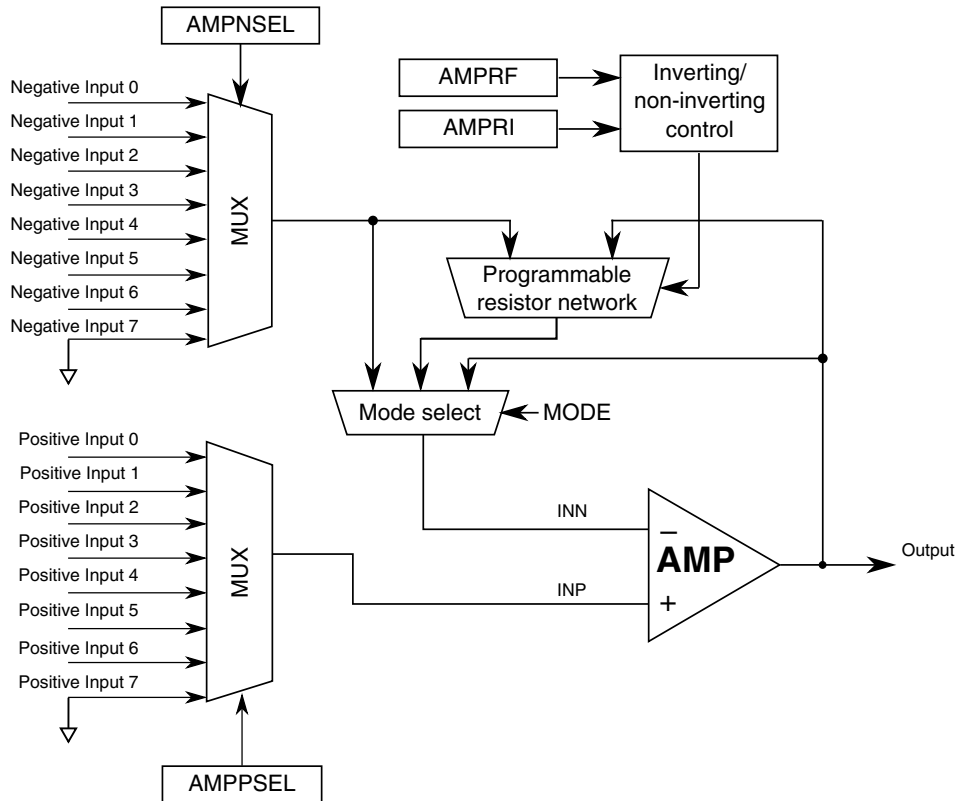 AMPNSEL
Negative Input 0
Negative Input 1
Negative Input 2
Negative Input 3
Negative Input 4
Negative Input 5
Negative Input 6
Negative Input 7
MUX
AMPRF
AMPRI
Inverting/
non-inverting
control
Programmable
resistor network
Mode select
MODE
Positive Input 0
Positive Input 1
Positive Input 2
Positive Input 3
Positive Input 4
Positive Input 5
Positive Input 6
Positive Input 7
MUX
INN
INP
−
AMP
+
Output
AMPPSEL